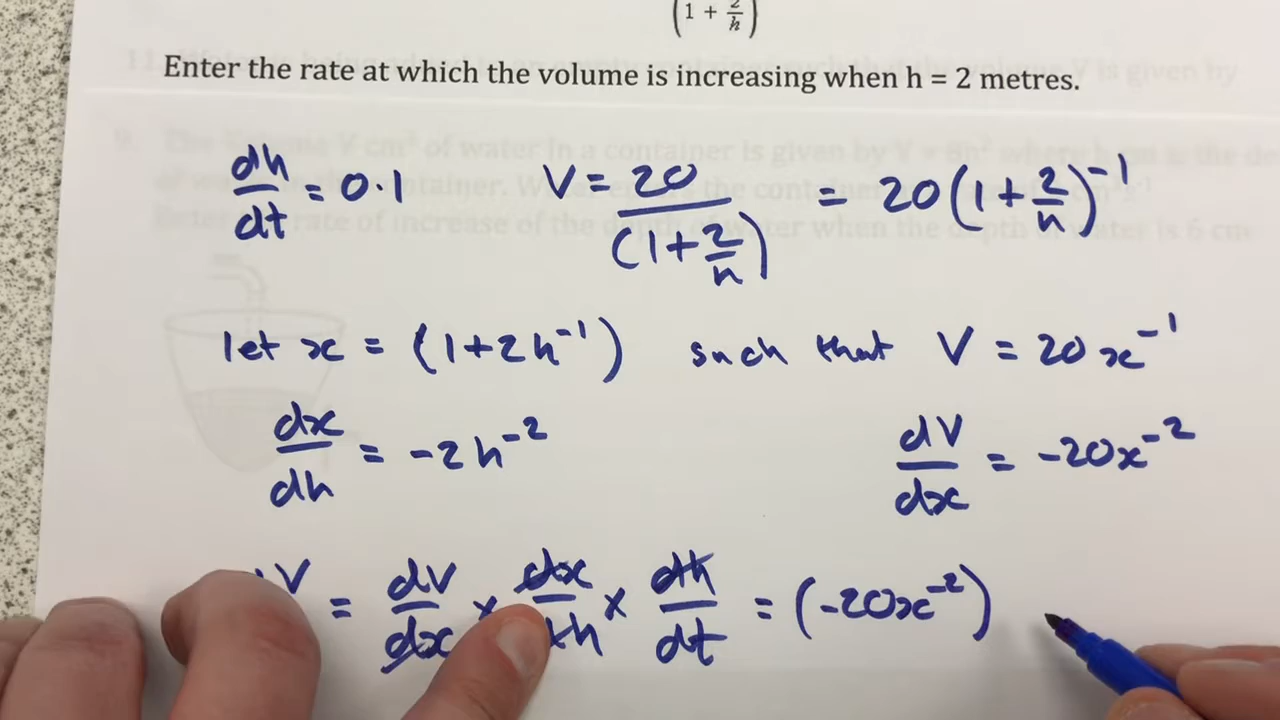 (1 + 2/h)
Enter the rate at which the volume is increasing when h = 2 metres.
dh/dt = 0.1 V = 20/(1+2/h) = 20(1+2/h)⁻¹
let x = (1+2h⁻¹) such that V = 20x⁻¹
dx/dh = -2h⁻² dV/dx = -20x⁻²
V = dV/dx × dx/dh × dh/dt = (-20x⁻²)